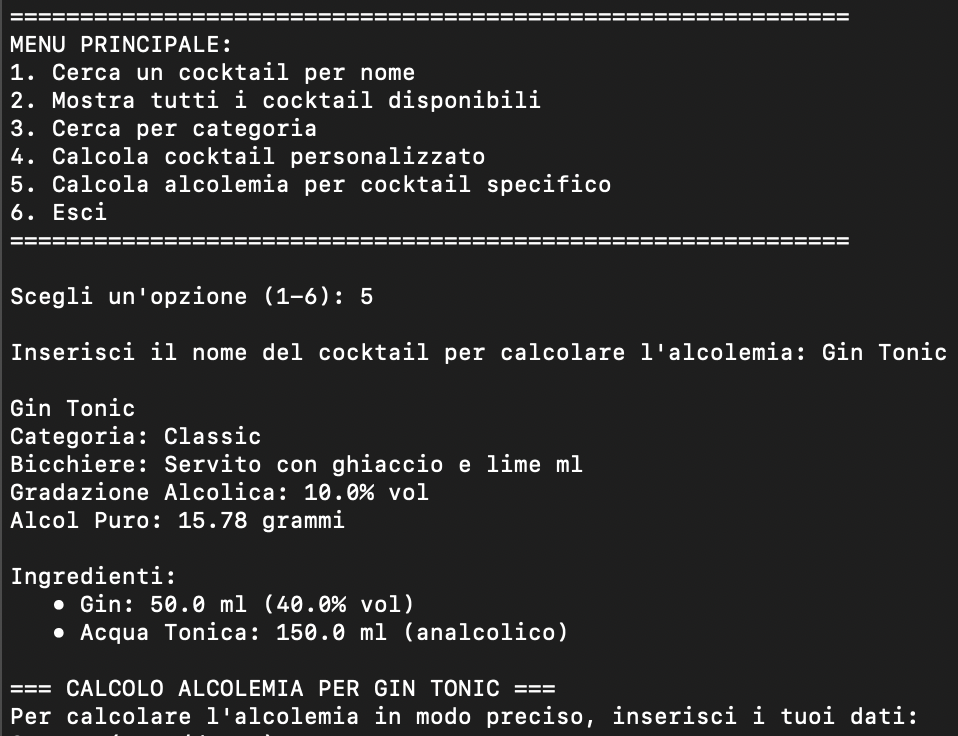 ============================================================
MENU PRINCIPALE:
1. Cerca un cocktail per nome
2. Mostra tutti i cocktail disponibili
3. Cerca per categoria
4. Calcola cocktail personalizzato
5. Calcola alcolemia per cocktail specifico
6. Esci
============================================================
Scegli un'opzione (1-6): 5
Inserisci il nome del cocktail per calcolare l'alcolemia: Gin Tonic
Gin Tonic
Categoria: Classic
Bicchiere: Servito con ghiaccio e lime ml
Gradazione Alcolica: 10.0% vol
Alcol Puro: 15.78 grammi
Ingredienti:
• Gin: 50.0 ml (40.0% vol)
• Acqua Tonica: 150.0 ml (analcolico)
=== CALCOLO ALCOLEMIA PER GIN TONIC ===
Per calcolare l'alcolemia in modo preciso, inserisci i tuoi dati: